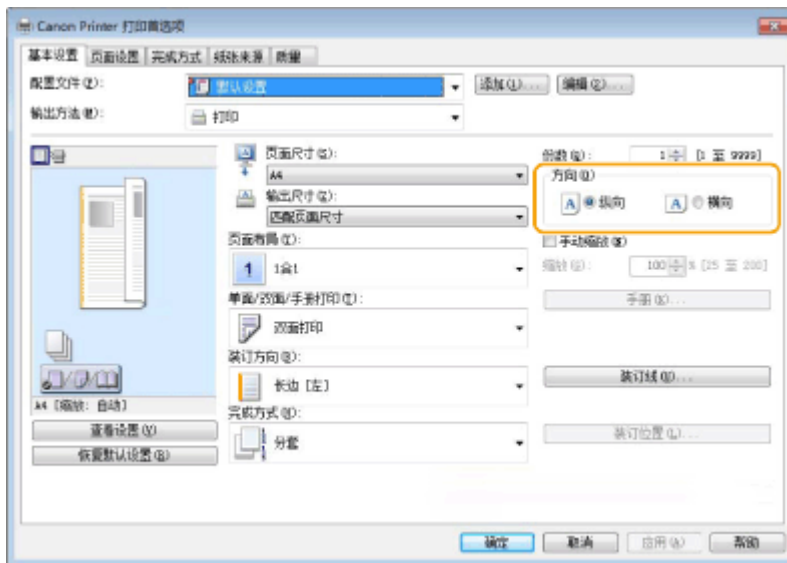 Canon Printer 打印首选项
基本设置 页面设置 完成方式 纸张来源 质量
配置文件(F): 默认设置 添加(1)... 编辑(2)...
输出方法(M): 打印
页面尺寸(S): 份数(N): 1 [1 至 9999]
A4 方向(O)
输出尺寸(Z): A 纵向 A 横向
匹配页面尺寸
页面布局(Y): 手动缩放(X)
1 1合1 缩放(G): 100 % [25 至 200]
单面/双面/手册打印(T): 手册(K)...
双面打印
装订方向(B):
长边 [左] 装订线(U)...
A4 [缩放: 自动]
完成方式(H):
查看设置(V) 分套 装订位置(L)...
恢复默认设置(R)
确定 取消 应用(A) 帮助